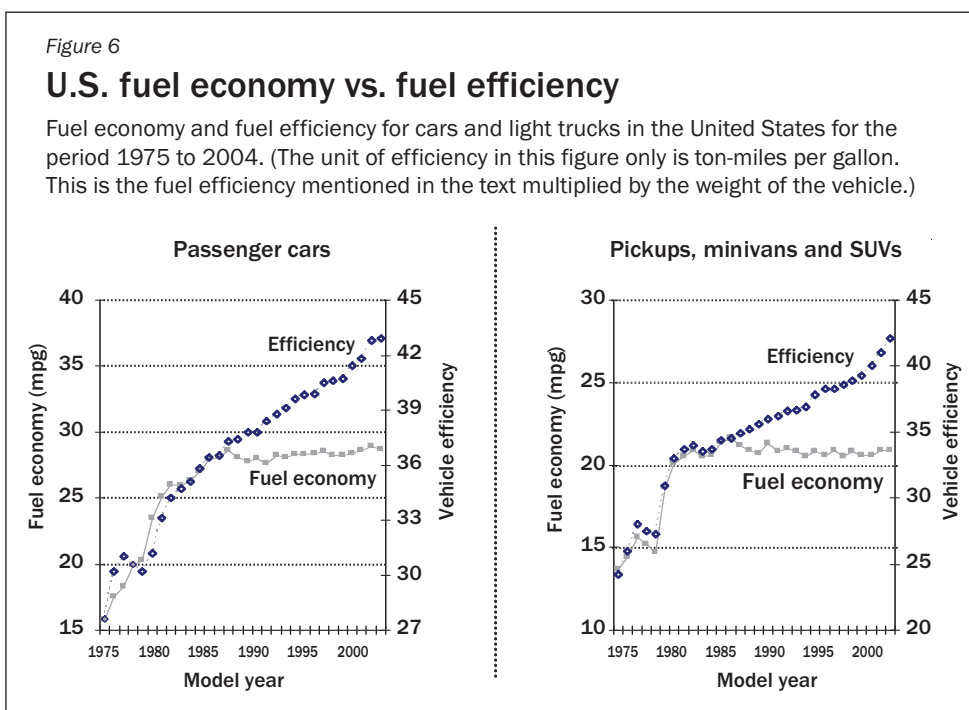 Figure 6
U.S. fuel economy vs. fuel efficiency
Fuel economy and fuel efficiency for cars and light trucks in the United States for the
period 1975 to 2004. (The unit of efficiency in this figure only is ton-miles per gallon.
This is the fuel efficiency mentioned in the text multiplied by the weight of the vehicle.)
Passenger cars
40
35
30
25
20
15
Fuel economy (mpg)
45
42
39
36
33
30
27
Vehicle efficiency
Efficiency
Fuel economy
1975 1980 1985 1990 1995 2000
Model year
Pickups, minivans and SUVs
30
25
20
15
10
Fuel economy (mpg)
45
40
35
30
25
20
Vehicle efficiency
Efficiency
Fuel economy
1975 1980 1985 1990 1995 2000
Model year